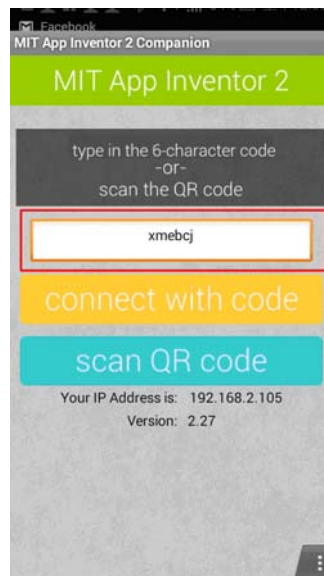 Facebook
MIT App Inventor 2 Companion
MIT App Inventor 2
type in the 6-character code
-or-
scan the QR code
xmebcj
connect with code
scan QR code
Your IP Address is: 192.168.2.105
Version: 2.27